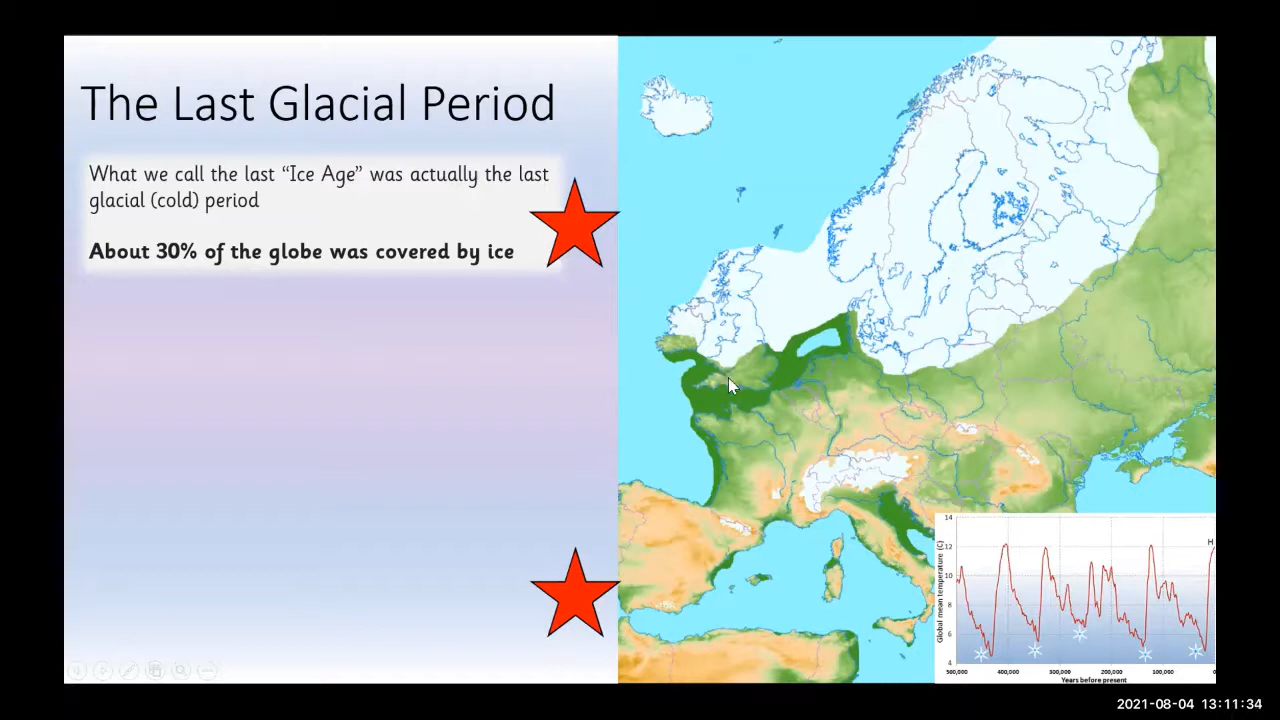 The Last Glacial Period
What we call the last “Ice Age” was actually the last
glacial (cold) period
About 30% of the globe was covered by ice
Global mean temperature (C)
14
12
10
8
6
4
H
500,000
400,000
300,000
200,000
100,000
0
Years before present
2021-08-04 13:11:34